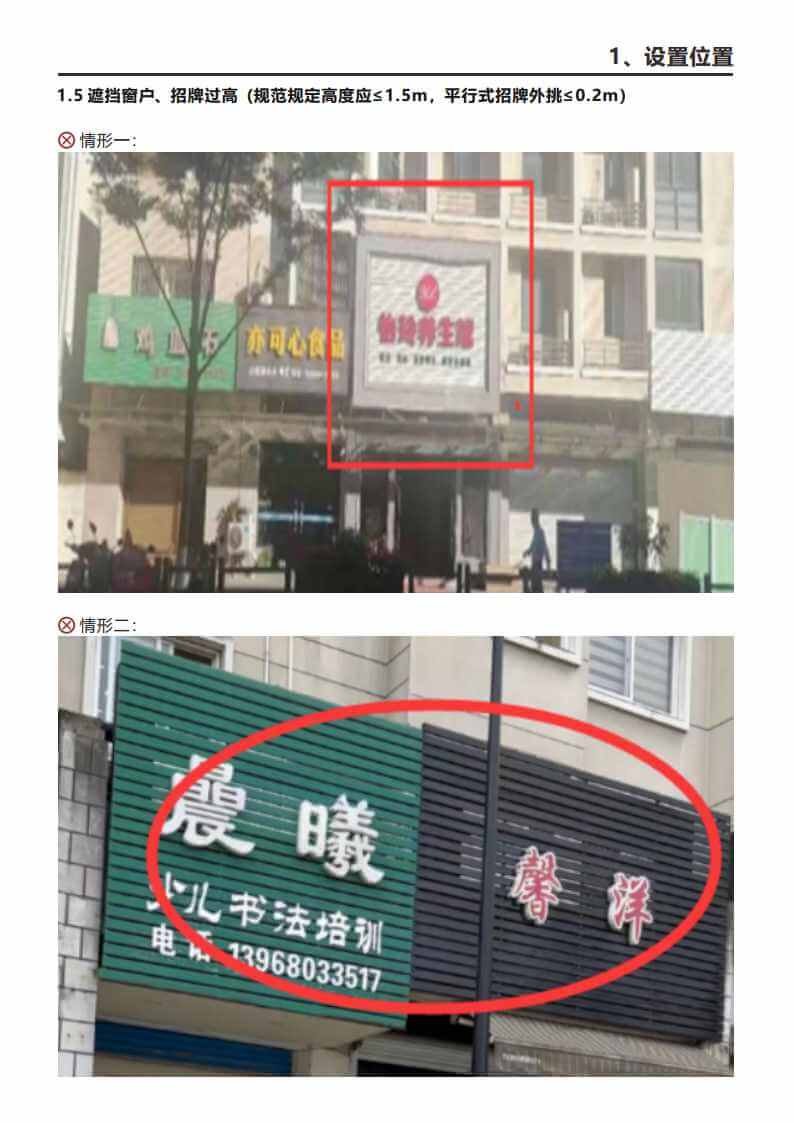 1、设置位置
1.5 遮挡窗户、招牌过高（规范规定高度应≤1.5m，平行式招牌外挑≤0.2m）
情形一：
亦可心食品
养生馆
情形二：
晨曦
馨洋
少儿书法培训
电话 13968033517